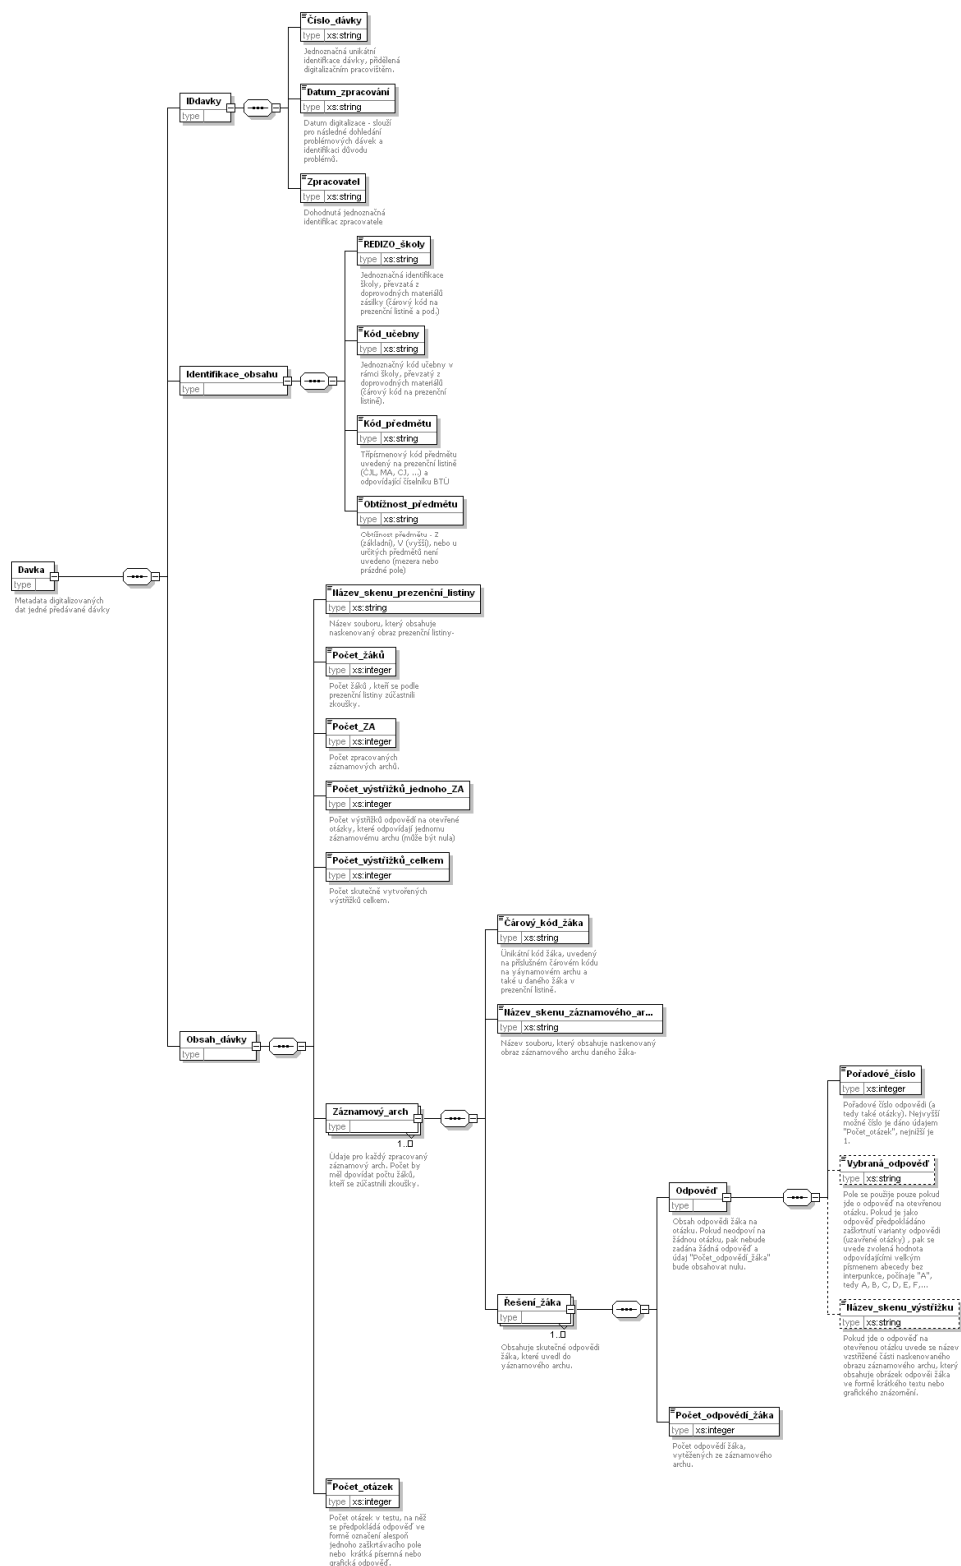 Číslo_dávky
type xs:string
Jednoznačná unikátní
identifikace dávky, přidělená
digitalizačním pracovištěm.
Datum_zpracování
type xs:string
Datum digitalizace - slouží
pro následné dohledání
problémových dávek a
identifikaci důvodu
problémů.
IDdavky
type
Zpracovatel
type xs:string
Dohodnutá jednoznačná
identifikac zpracovatele
REDIZO_školy
type xs:string
Jednoznačná identifikace
školy, převzatá z
doprovodných materiálů
zásilky (čárový kód na
prezenční listině a pod.)
Kód_učebny
type xs:string
Jednoznačný kód učebny v
rámci školy, převzatý z
doprovodných materiálů
(čárový kód na prezenční
listině).
Identifikace_obsahu
type
Kód_předmětu
type xs:string
Třípísmenový kód předmětu
uvedený na prezenční listině
(CJL, MA, CJ, ...) a
odpovídající číselníku BTÚ
Obtížnost_předmětu
type xs:string
Obtížnost předmětu - Z
(základní), V (vyšší), nebo u
určitých předmětů není
uvedeno (mezera nebo
prázdné pole)
Davka
type
Metadata digitalizovaných
dat jedné předávané dávky
Název_skenu_prezenční_listiny
type xs:string
Název souboru, který obsahuje
naskenovaný obraz prezenční listiny-
Počet_žáků
type xs:integer
Počet žáků , kteří se podle
prezenční listiny zúčastnili
zkoušky.
Počet_ZA
type xs:integer
Počet zpracovaných
záznamových archů.
Počet_výstřižků_jednoho_ZA
type xs:integer
Počet výstřižků odpovědí na otevřené
otázky, které odpovídají jednomu
záznamovému archu (může být nula)
Počet_výstřižků_celkem
type xs:integer
Počet skutečně vytvořených
výstřižků celkem.
Obsah_dávky
type
Čárový_kód_žáka
type xs:string
Unikátní kód žáka, uvedený
na příslušném čárovém kódu
na yáynamovém archu a
také u daného žáka v
prezenční listině.
Název_skenu_záznamového_ar...
type xs:string
Název souboru, který obsahuje naskenovaný
obraz záznamového archu daného žáka-
Záznamový_arch
type
1..∞
Údaje pro každý zpracovaný
záznamový arch. Počet by
měl dpovídat počtu žáků,
kteří se zúčastnili zkoušky.
Pořadové_číslo
type xs:integer
Pořadové číslo odpovědi (a
tedy také otázky). Nejvyšší
možné číslo je dáno údajem
"Počet_otázek", nejnižší je
1.
Vybraná_odpověď
type xs:string
Pole se použije pouze pokud
jde o odpověď na otevřenou
otázku. Pokud je jako
odpověď předpokládáno
zaškrtnutí varianty odpovědi
(uzavřené otázky) , pak se
uvede zvolená hodnota
odpovídajícími velkým
písmenem abecedy bez
interpunkce, počínaje "A",
tedy A, B, C, D, E, F,...
Odpověď
type
Obsah odpovědi žáka na
otázku. Pokud neodpoví na
žádnou otázku, pak nebude
zadána žádná odpověď a
údaj "Počet_odpovědí_žáka"
bude obsahovat nulu.
Název_skenu_výstřižku
type xs:string
Pokud jde o odpověď na
otevřenou otázku uvede se název
vzstřižené části naskenovaného
obrazu záznamového archu, který
obsahuje obrázek odpověi žáka
ve formě krátkého textu nebo
grafického znázornění.
Řešení_žáka
type
1..∞
Obsahuje skutečné odpovědi
žáka, které uvedl do
yáznamového archu.
Počet_odpovědí_žáka
type xs:integer
Počet odpovědí žáka,
vytěžených ze záznamového
archu.
Počet_otázek
type xs:integer
Počet otázek v testu, na něž
se předpokládá odpověď ve
formě označení alespoň
jednoho zaškrtávacího pole
nebo krátká písemná nebo
grafická odpověď.